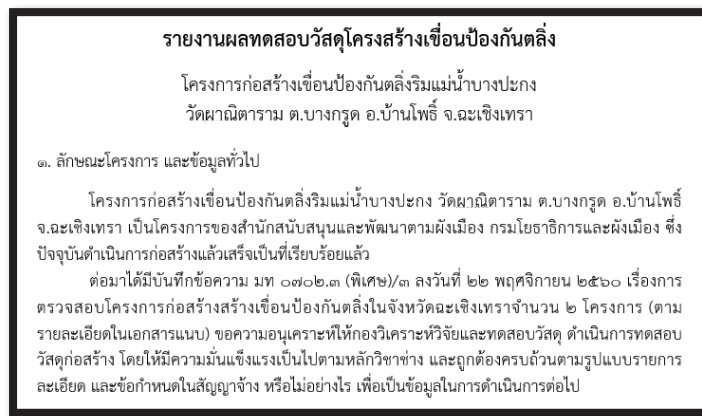 รายงานผลทดสอบวัสดุโครงสร้างเขื่อนป้องกันตลิ่ง
โครงการก่อสร้างเขื่อนป้องกันตลิ่งริมแม่น้ำบางปะกง
วัดผาณิตาราม ต.บางกรูด อ.บ้านโพธิ์ จ.ฉะเชิงเทรา
๑. ลักษณะโครงการ และข้อมูลทั่วไป
โครงการก่อสร้างเขื่อนป้องกันตลิ่งริมแม่น้ำบางปะกง วัดผาณิตาราม ต.บางกรูด อ.บ้านโพธิ์
จ.ฉะเชิงเทรา เป็นโครงการของสำนักสนับสนุนและพัฒนาตามผังเมือง กรมโยธาธิการและผังเมือง ซึ่ง
ปัจจุบันดำเนินการก่อสร้างแล้วเสร็จเป็นที่เรียบร้อยแล้ว
ต่อมาได้มีบันทึกข้อความ มท ๐๗๐๒.๓ (พิเศษ)/๓ ลงวันที่ ๒๒ พฤศจิกายน ๒๕๖๐ เรื่องการ
ตรวจสอบโครงการก่อสร้างสร้างเขื่อนป้องกันตลิ่งในจังหวัดฉะเชิงเทราจำนวน ๒ โครงการ (ตาม
รายละเอียดในเอกสารแนบ) ขอความอนุเคราะห์ให้กองวิเคราะห์วิจัยและทดสอบวัสดุ ดำเนินการทดสอบ
วัสดุก่อสร้าง โดยให้มีความมั่นแข็งแรงเป็นไปตามหลักวิชาช่าง และถูกต้องครบถ้วนตามรูปแบบรายการ
ละเอียด และข้อกำหนดในสัญญาจ้าง หรือไม่อย่างไร เพื่อเป็นข้อมูลในการดำเนินการต่อไป